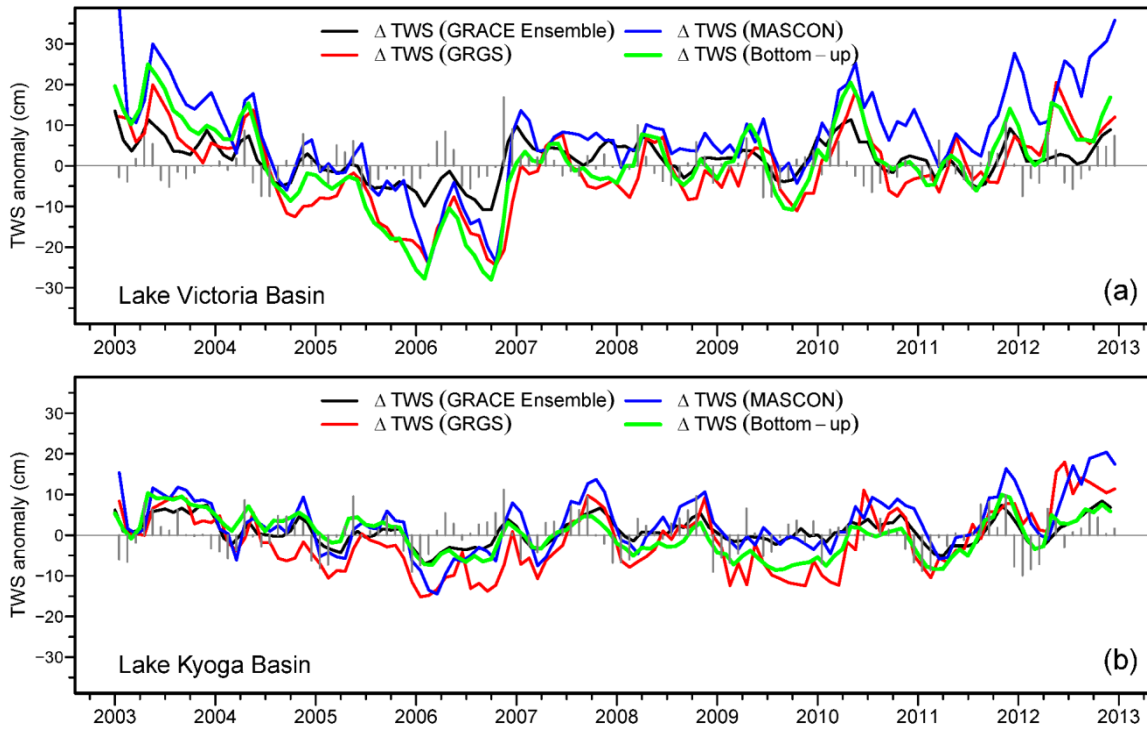 Δ TWS (GRACE Ensemble) Δ TWS (MASCON)
Δ TWS (GRGS) Δ TWS (Bottom−up)
TWS anomaly (cm)
30
20
10
0
−10
−20
−30
Lake Victoria Basin (a)
2003 2004 2005 2006 2007 2008 2009 2010 2011 2012 2013
Δ TWS (GRACE Ensemble) Δ TWS (MASCON)
Δ TWS (GRGS) Δ TWS (Bottom−up)
TWS anomaly (cm)
30
20
10
0
−10
−20
−30
Lake Kyoga Basin (b)
2003 2004 2005 2006 2007 2008 2009 2010 2011 2012 2013